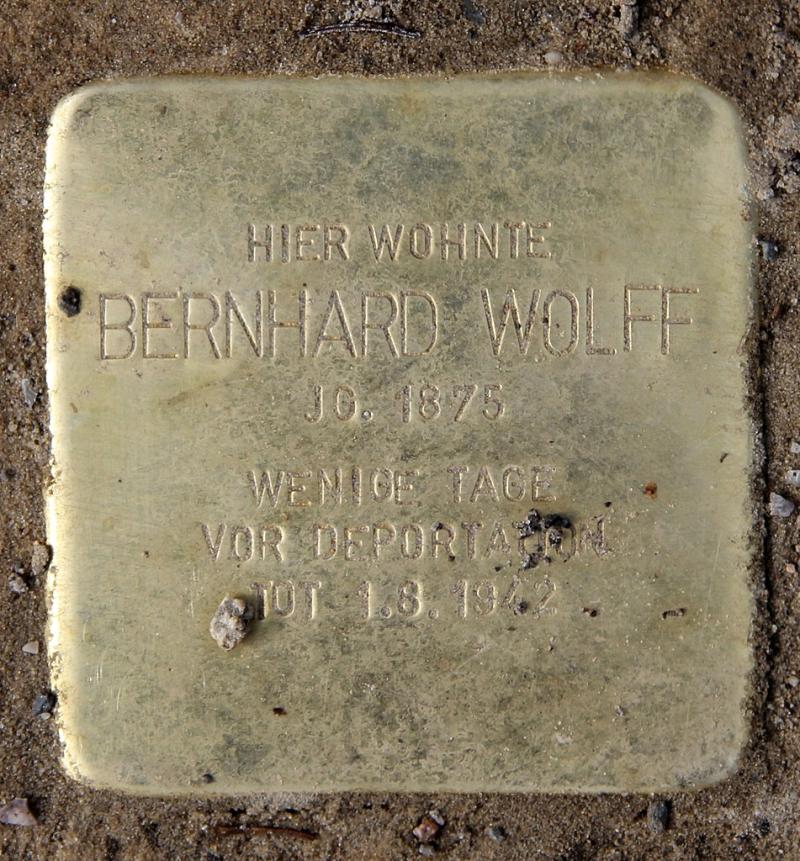 HIER WOHNTE
BERNHARD WOLFF
JG. 1875
WENIGE TAGE
VOR DEPORTATION
TOT 1.8.1942